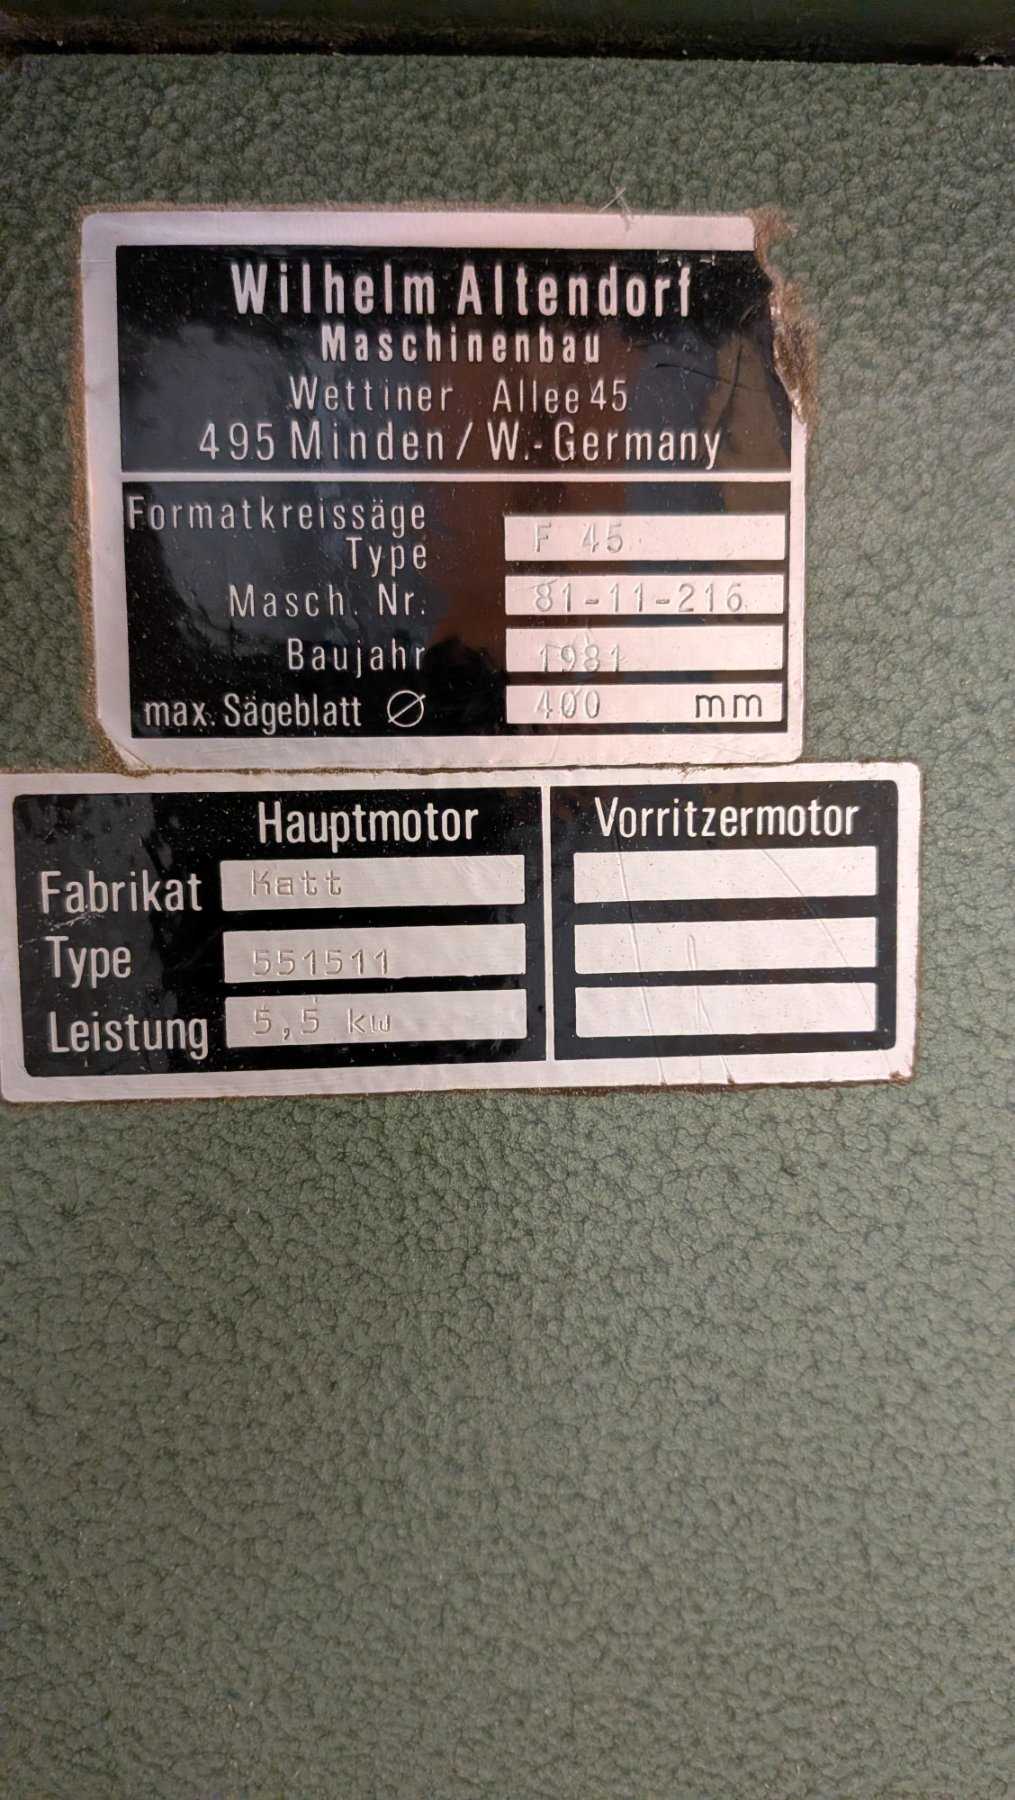 Wilhelm Altendorf
Maschinenbau
Wettiner Allee 45
495 Minden / W.-Germany
Formatkreissäge
Type F 45
Masch. Nr. 81-11-216
Baujahr 1981
max. Sägeblatt Ø 400 mm
Hauptmotor Vorritzermotor
Fabrikat Katt
Type 551511
Leistung 5,5 kw